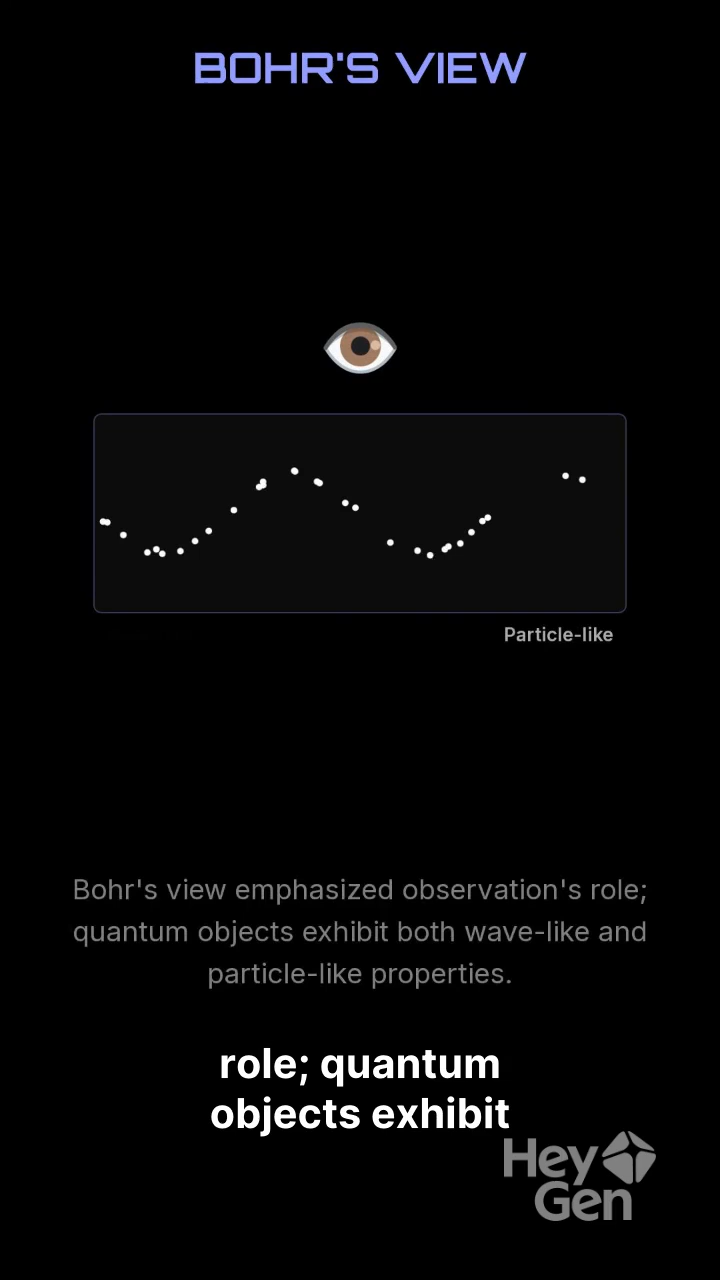 BOHR'S VIEW
Particle-like
Bohr's view emphasized observation's role;
quantum objects exhibit both wave-like and
particle-like properties.
role; quantum
objects exhibit
Hey
Gen